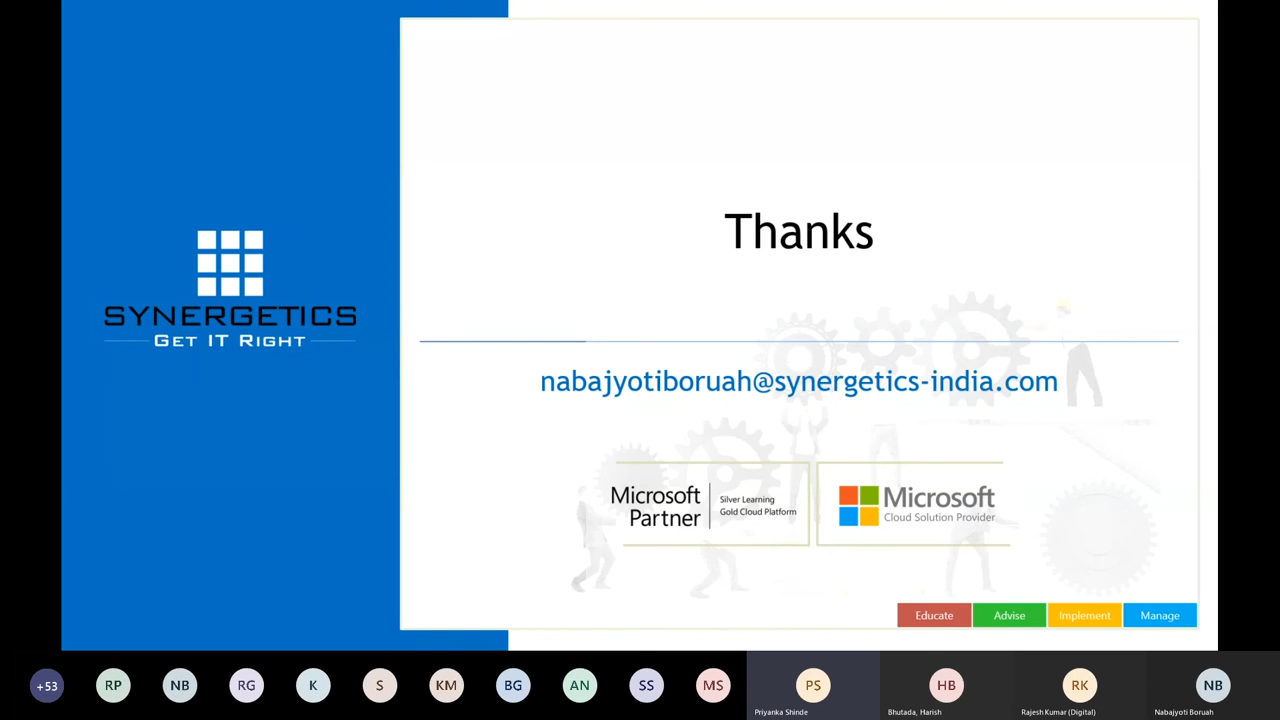 Thanks
SYNERGETICS
GET IT RIGHT
nabajyotiboruah@synergetics-india.com
Microsoft
Partner
Silver Learning
Gold Cloud Platform
Microsoft
Cloud Solution Provider
Educate
Advise
Implement
Manage
+53
RP
NB
RG
K
S
KM
BG
AN
SS
MS
PS
HB
RK
NB
Priyanka Shinde
Bhutada, Harish
Rajesh Kumar (Digital)
Nabajyoti Boruah